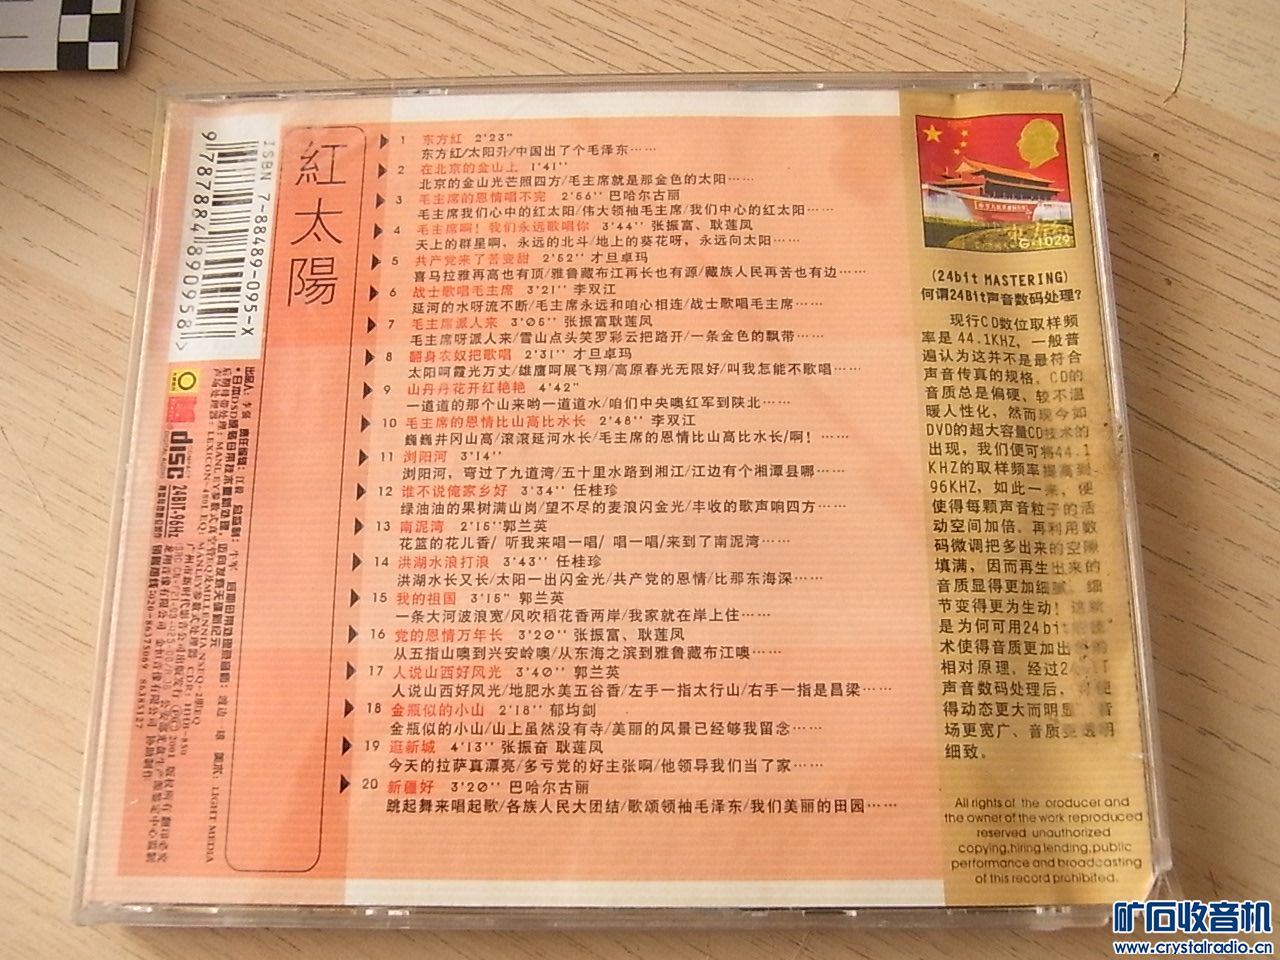 紅太陽
1 东方红 2'23"
东方红/太阳升/中国出了个毛泽东……
2 在北京的金山上 1'41''
北京的金山光芒照四方/毛主席就是那金色的太阳……
3 毛主席的恩情唱不完 2'56'' 巴哈尔古丽
毛主席我们心中的红太阳/伟大领袖毛主席/我们中心的红太阳……
4 毛主席啊！我们永远歌唱你 3'44'' 张振富、耿莲凤
天上的群星啊，永远的北斗/地上的葵花呀，永远向太阳……
5 共产党来了苦变甜 2'52'' 才旦卓玛
喜马拉雅再高也有顶/雅鲁藏布江再长也有源/藏族人民再苦也有边……
6 战士歌唱毛主席 3'21'' 李双江
延河的水呀流不断/毛主席永远和咱心相连/战士歌唱毛主席……
7 毛主席派人来 3'05'' 张振富耿莲凤
毛主席呀派人来/雪山点头笑罗彩云把路开/一条金色的飘带……
8 翻身农奴把歌唱 2'31'' 才旦卓玛
太阳呵霞光万丈/雄鹰呵展飞翔/高原春光无限好/叫我怎能不歌唱……
9 山丹丹花开红艳艳 4'42''
一道道的那个山来哟一道道水/咱们中央噢红军到陕北……
10 毛主席的恩情比山高比水长 2'48'' 李双江
巍巍井冈山高/滚滚延河水长/毛主席的恩情比山高比水长/啊！……
11 浏阳河 3'14''
浏阳河，弯过了九道湾/五十里水路到湘江/江边有个湘潭县哪……
12 谁不说俺家乡好 3'34'' 任桂珍
绿油油的果树满山岗/望不尽的麦浪闪金光/丰收的歌声响四方……
13 南泥湾 2'15''郭兰英
花篮的花儿香/ 听我来唱一唱/ 唱一唱/来到了南泥湾……
14 洪湖水浪打浪 3'43'' 任桂珍
洪湖水长又长/太阳一出闪金光/共产党的恩情/比那东海深……
15 我的祖国 3'15'' 郭兰英
一条大河波浪宽/风吹稻花香两岸/我家就在岸上住……
16 党的恩情万年长 3'20'' 张振富、耿莲凤
从五指山噢到兴安岭噢/从东海之滨到雅鲁藏布江噢……
17 人说山西好风光 3'40'' 郭兰英
人说山西好风光/地肥水美五谷香/左手一指太行山/右手一指是吕梁……
18 金瓶似的小山 2'18'' 郁均剑
金瓶似的小山/山上虽然没有寺/美丽的风景已经够我留念……
19 逛新城 4'13'' 张振奋 耿莲凤
今天的拉萨真漂亮/多亏党的好主张啊/他领导我们当了家……
20 新疆好 3'20'' 巴哈尔古丽
跳起舞来唱起歌/各族人民大团结/歌颂领袖毛泽东/我们美丽的田园……
(24bit MASTERING)
何谓24Bit声音数码处理?
现行CD数位取样频
率是44.1KHZ，一般普
遍认为这并不是最符合
声音传真的规格，CD的
音质总是偏硬、较不温
暖人性化，然而现今如
DVD的超大容量CD技术的
出现，我们便可将44.1
KHZ的取样频率提高到
96KHZ，如此一来，便
使得每颗声音粒子的活
动空间加倍、再利用数
码微调把多出来的空隙
填满，因而再生出来的
音质显得更加细腻、细
节变得更为生动！这就
是为何可用24bit
术使得音质更加出
相对原理，经过24BIT
声音数码处理后，可使
得动态更大而明显、音
场更宽广、音质更透明
细致。
All rights of the producer and
the owner of the work reproduced
reserved unauthorized
copying,hiring lending,public
performance and broadcasting
of this record prohibited.
ISBN 7-88489-095-X
9 787884 890958>
disc
24BIT-96Hz
矿石收音机
www.crystalradio.cn